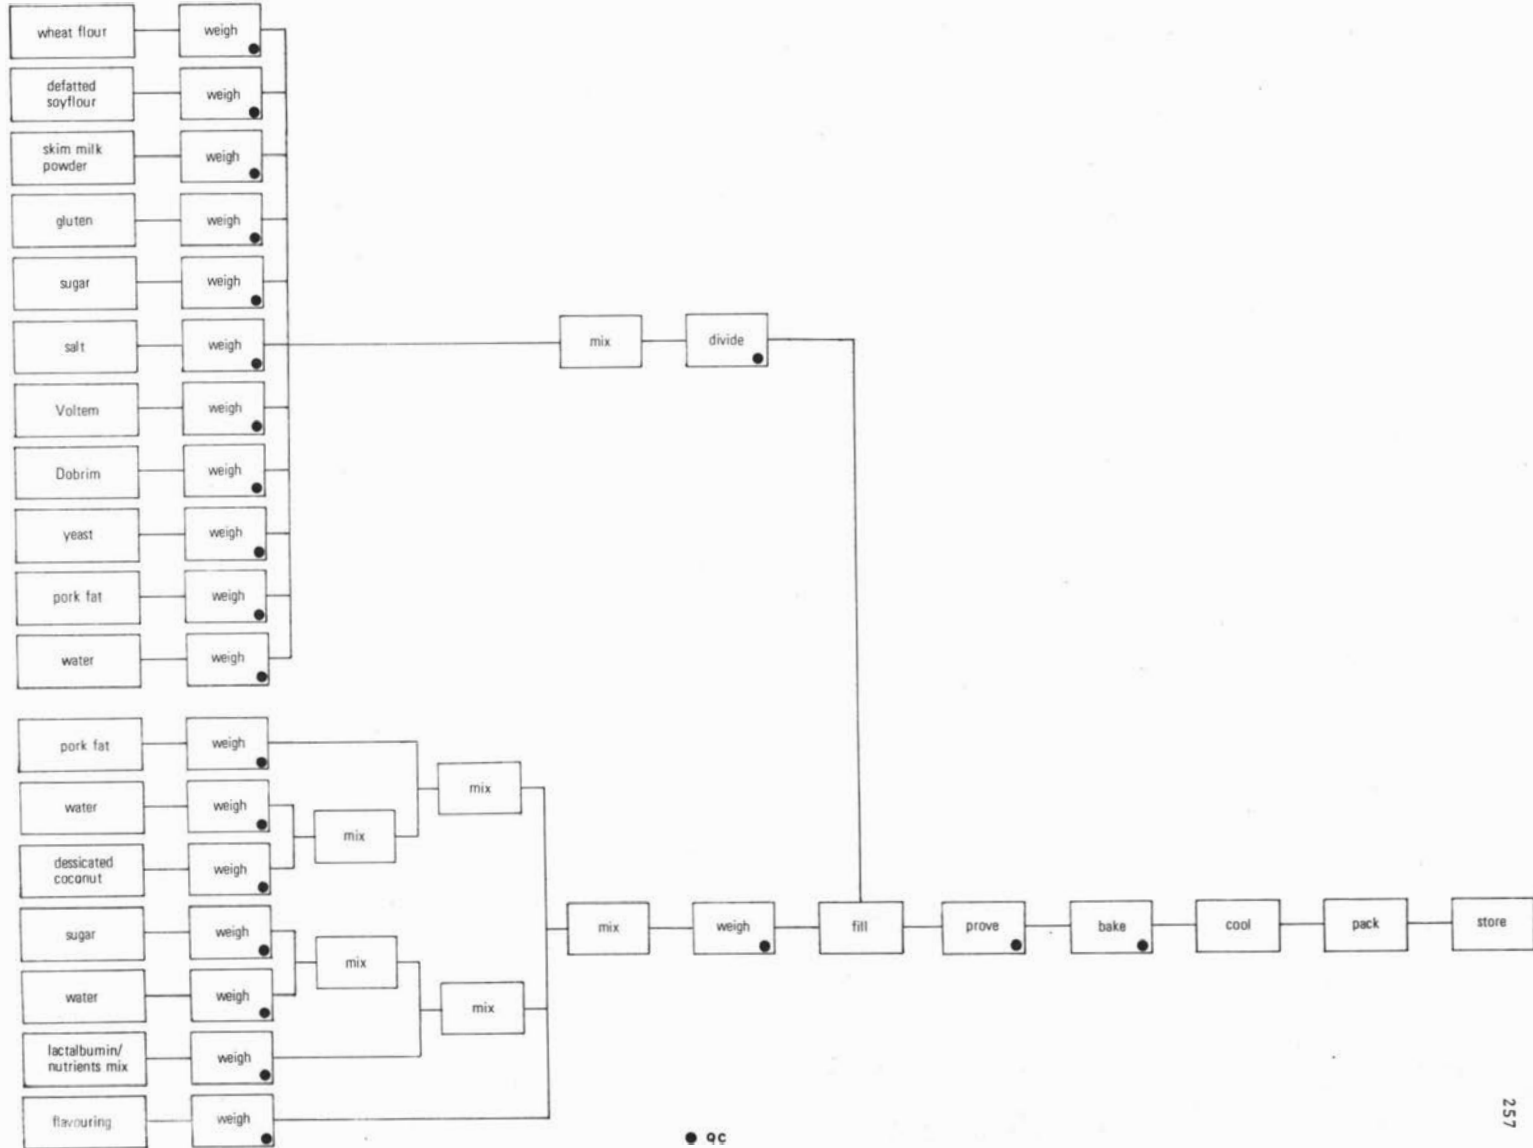 wheat flour
weigh
defatted
soyflour
weigh
skim milk
powder
weigh
gluten
weigh
sugar
weigh
salt
weigh
mix
divide
Voltem
weigh
Dobrim
weigh
yeast
weigh
pork fat
weigh
water
weigh
pork fat
weigh
mix
water
weigh
mix
dessicated
coconut
weigh
sugar
weigh
mix
weigh
fill
prove
bake
cool
pack
store
mix
water
weigh
mix
lactalbumin/
nutrients mix
weigh
flavouring
weigh
qc
257